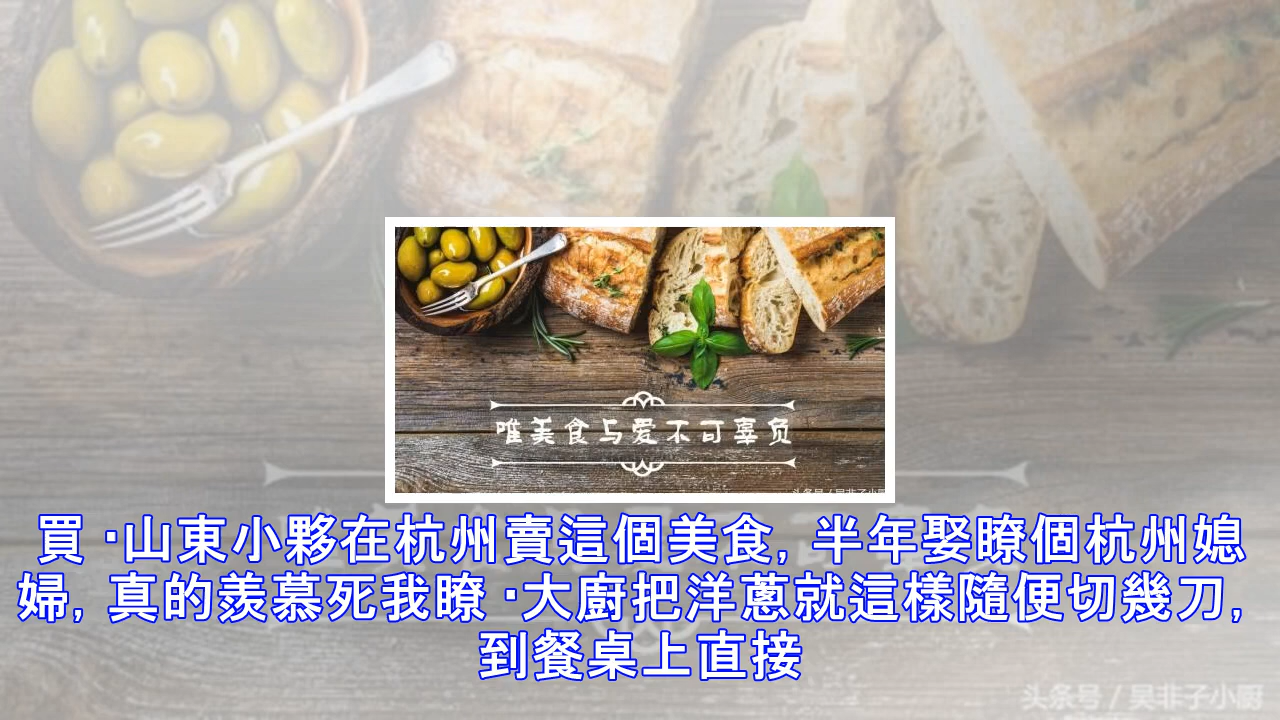 唯美食与爱不可辜负
买 ·山東小夥在杭州賣這個美食, 半年娶瞭個杭州媳
婦, 真的羨慕死我瞭 ·大廚把洋蔥就這樣隨便切幾刀,
到餐桌上直接
头条号 / 吴非子小厨